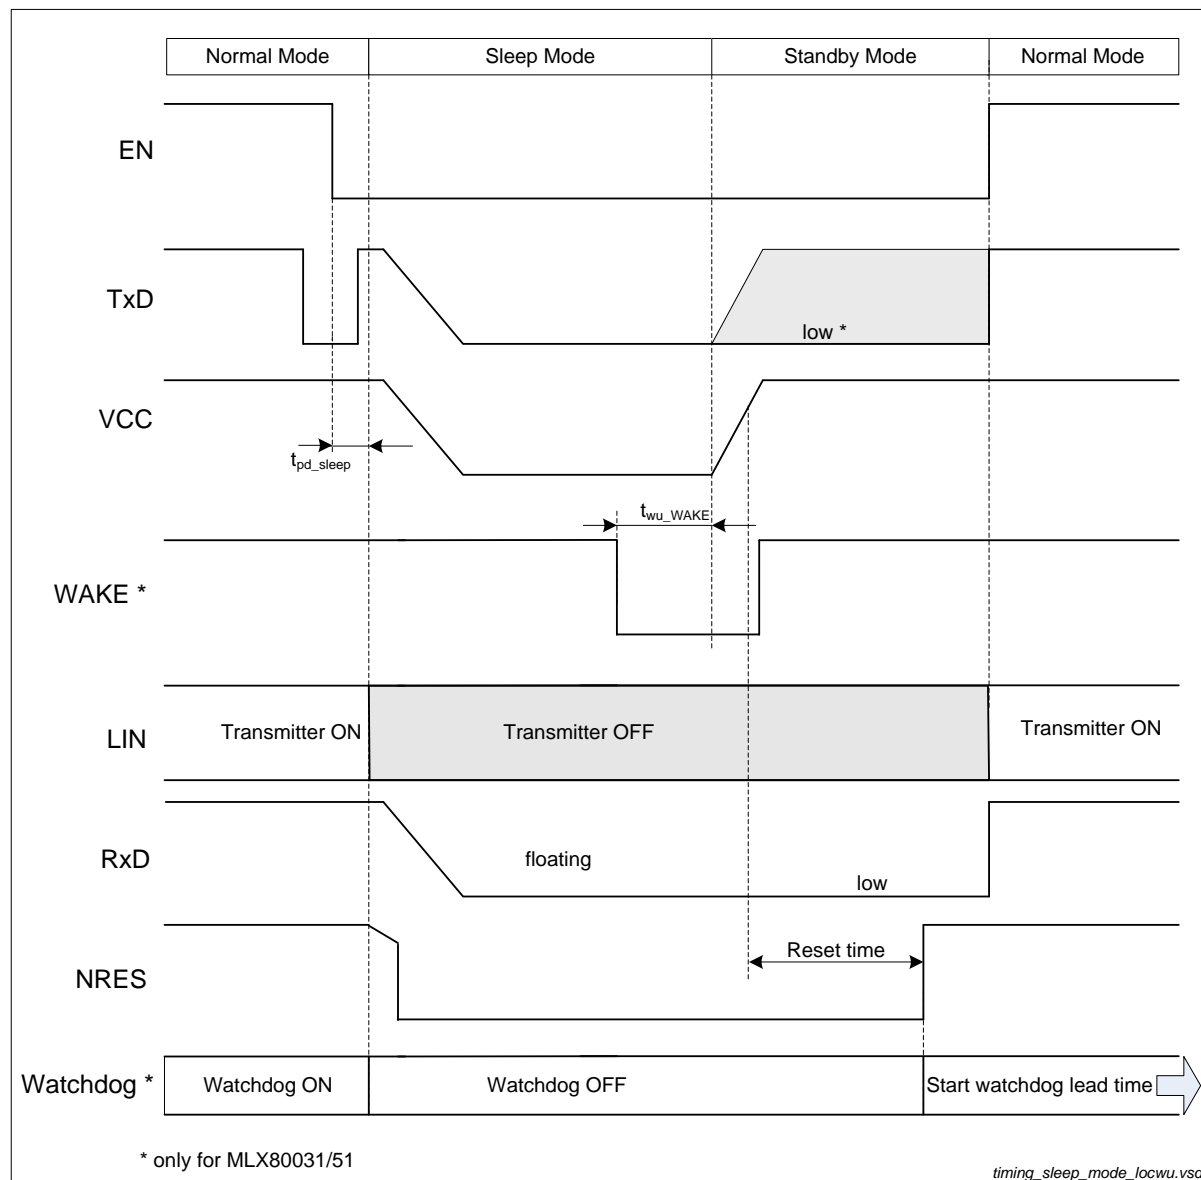 Normal Mode Sleep Mode Standby Mode Normal Mode
EN
TxD
low *
VCC
tpd_sleep
twu_WAKE
WAKE *
LIN Transmitter ON Transmitter OFF Transmitter ON
RxD floating
low
NRES Reset time
Watchdog * Watchdog ON Watchdog OFF Start watchdog lead time
* only for MLX80031/51
timing_sleep_mode_locwu.vsd